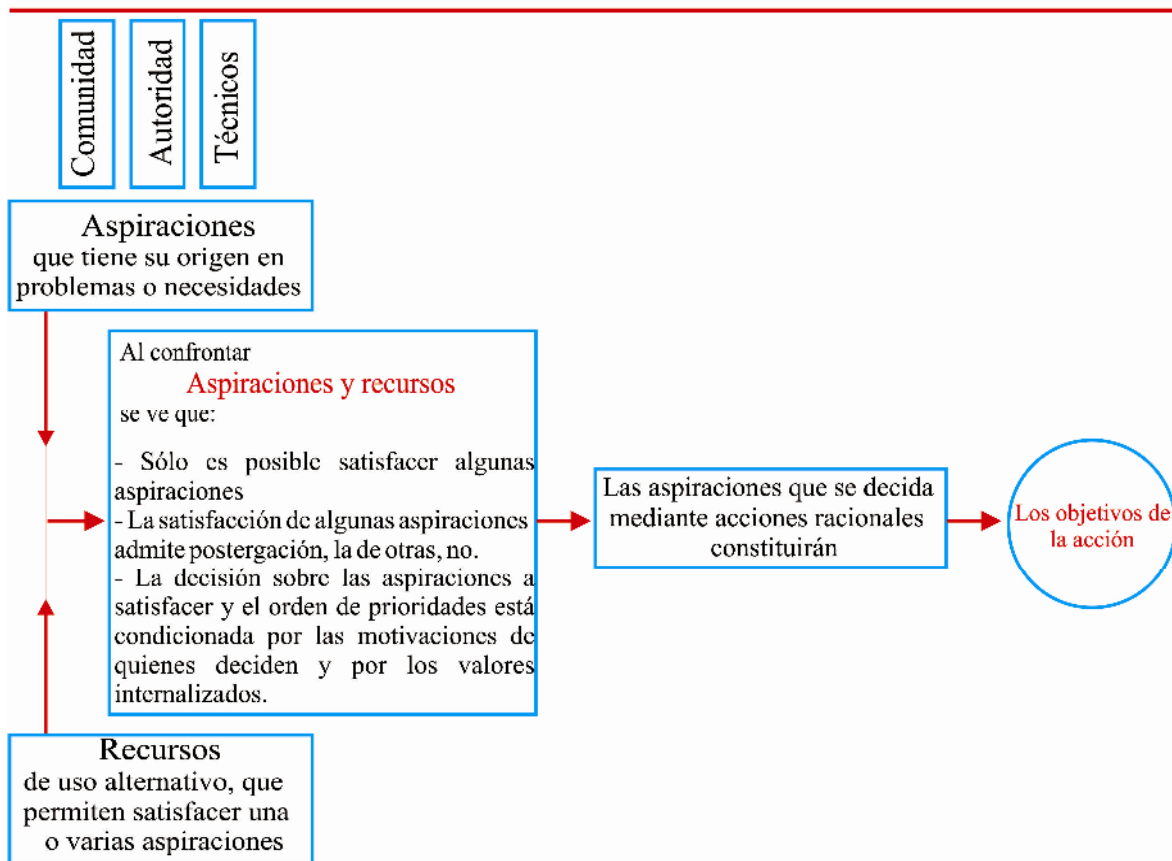 Comunidad
Autoridad
Técnicos
Aspiraciones
que tiene su origen en
problemas o necesidades
Al confrontar
Aspiraciones y recursos
se ve que:
- Sólo es posible satisfacer algunas
aspiraciones
- La satisfacción de algunas aspiraciones
admite postergación, la de otras, no.
- La decisión sobre las aspiraciones a
satisfacer y el orden de prioridades está
condicionada por las motivaciones de
quienes deciden y por los valores
internalizados.
Las aspiraciones que se decida
mediante acciones racionales
constituirán
Los objetivos de
la acción
Recursos
de uso alternativo, que
permiten satisfacer una
o varias aspiraciones